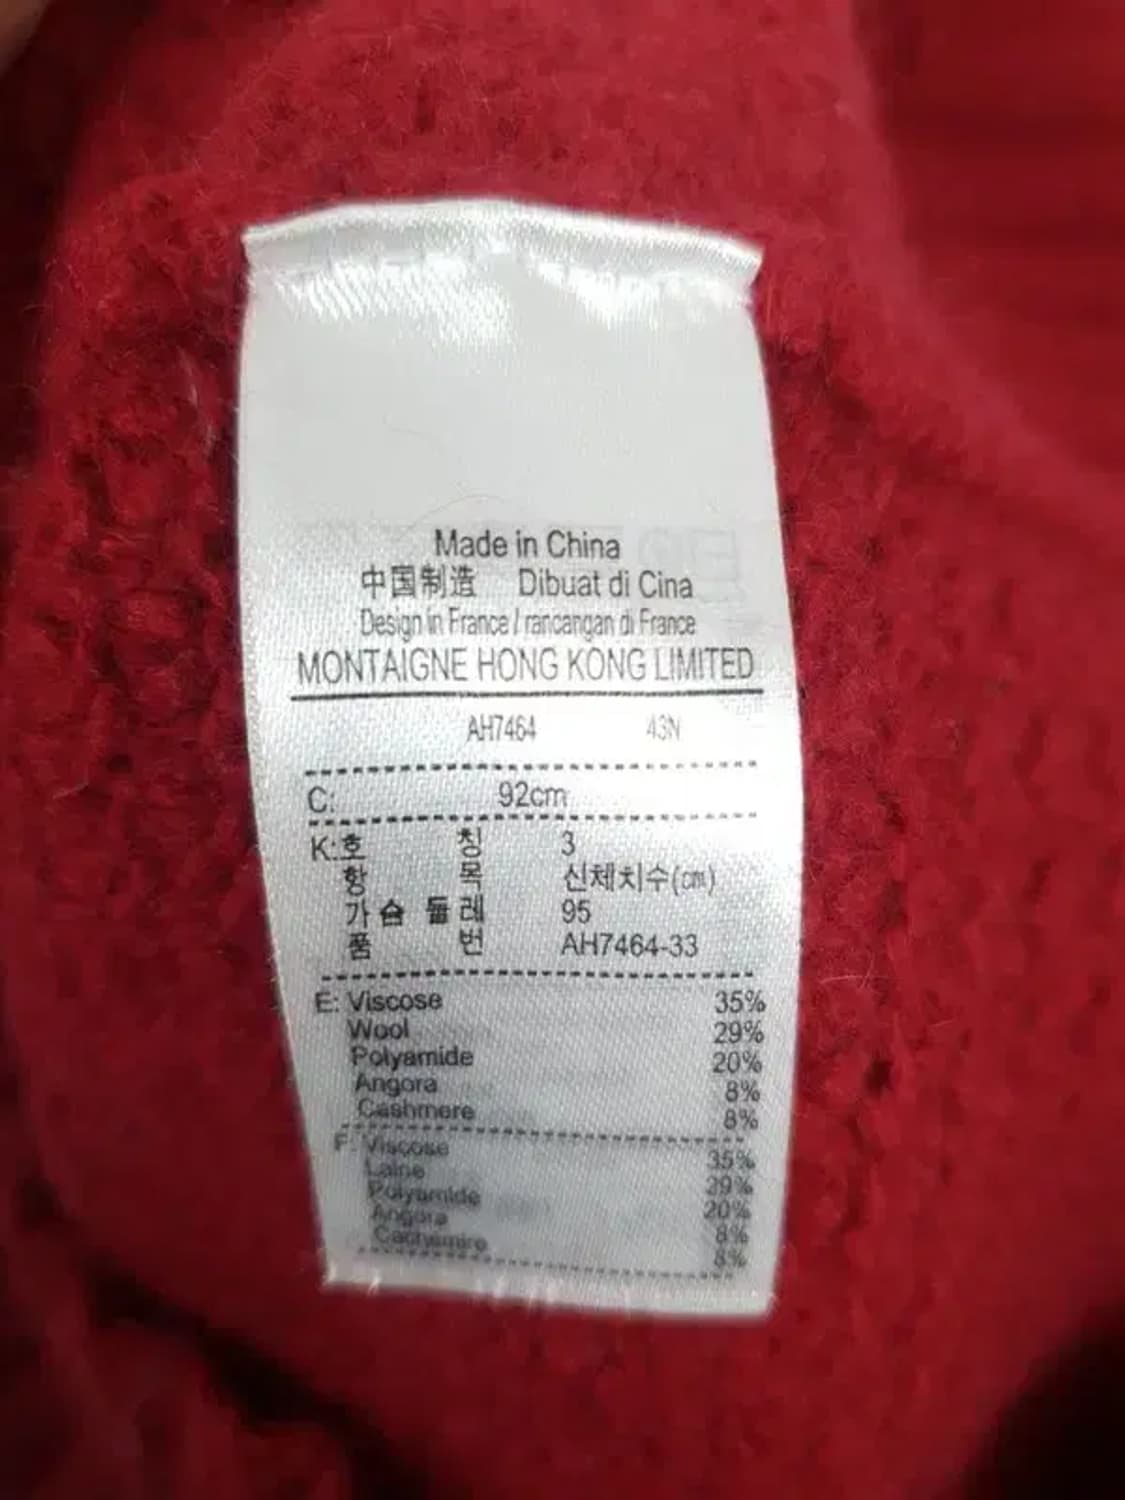 Made in China
中国制造 Dibuat di Cina
Design in France / rancangan di France
MONTAIGNE HONG KONG LIMITED
AH7464 43N
C: 92cm
K:호 칭 3
항 목 신체치수(cm)
가 슴 둘 레 95
품 번 AH7464-33
E: Viscose 35%
Wool 29%
Polyamide 20%
Angora 8%
Cashmere 8%
F: Viscose 35%
Laine 29%
Polyamide 20%
Angora 8%
Cachemire 8%